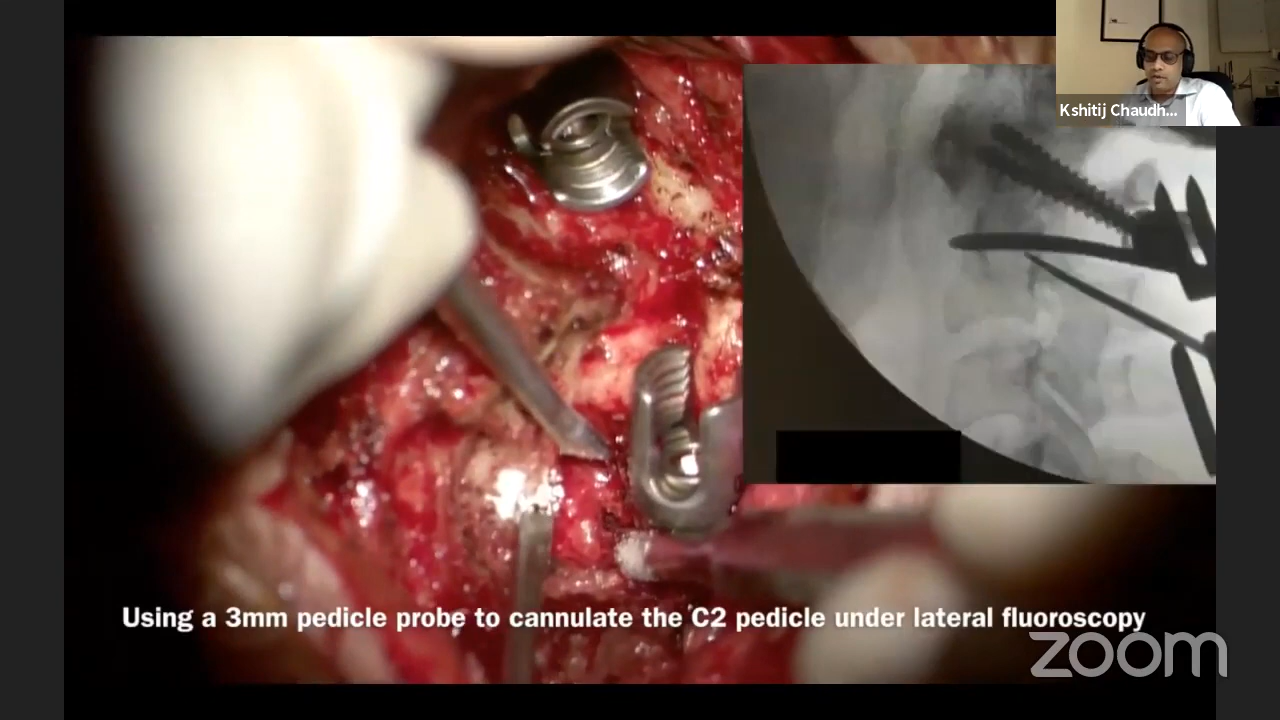 Kshitij Chaudh...
Using a 3mm pedicle probe to cannulate the C2 pedicle under lateral fluoroscopy
zoom